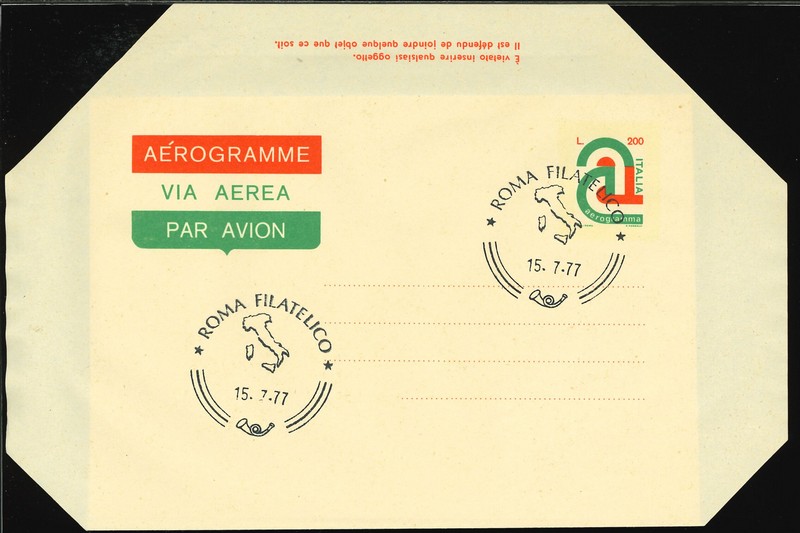 È vietato inserire qualsiasi oggetto.
Il est défendu de joindre quelque objet que ce soit.
AÉROGRAMME
VIA AEREA
PAR AVION
L. 200
ITALIA
aerogramma
ROMA FILATELICO
15. 7.77
ROMA FILATELICO
15. 7.77